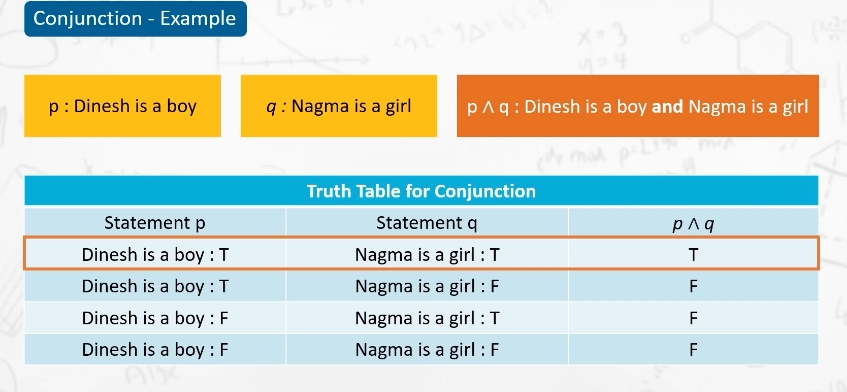 Conjunction - Example
p : Dinesh is a boy
q : Nagma is a girl
p ∧ q : Dinesh is a boy and Nagma is a girl
Truth Table for Conjunction
Statement p Statement q p ∧ q
Dinesh is a boy : T Nagma is a girl : T T
Dinesh is a boy : T Nagma is a girl : F F
Dinesh is a boy : F Nagma is a girl : T F
Dinesh is a boy : F Nagma is a girl : F F